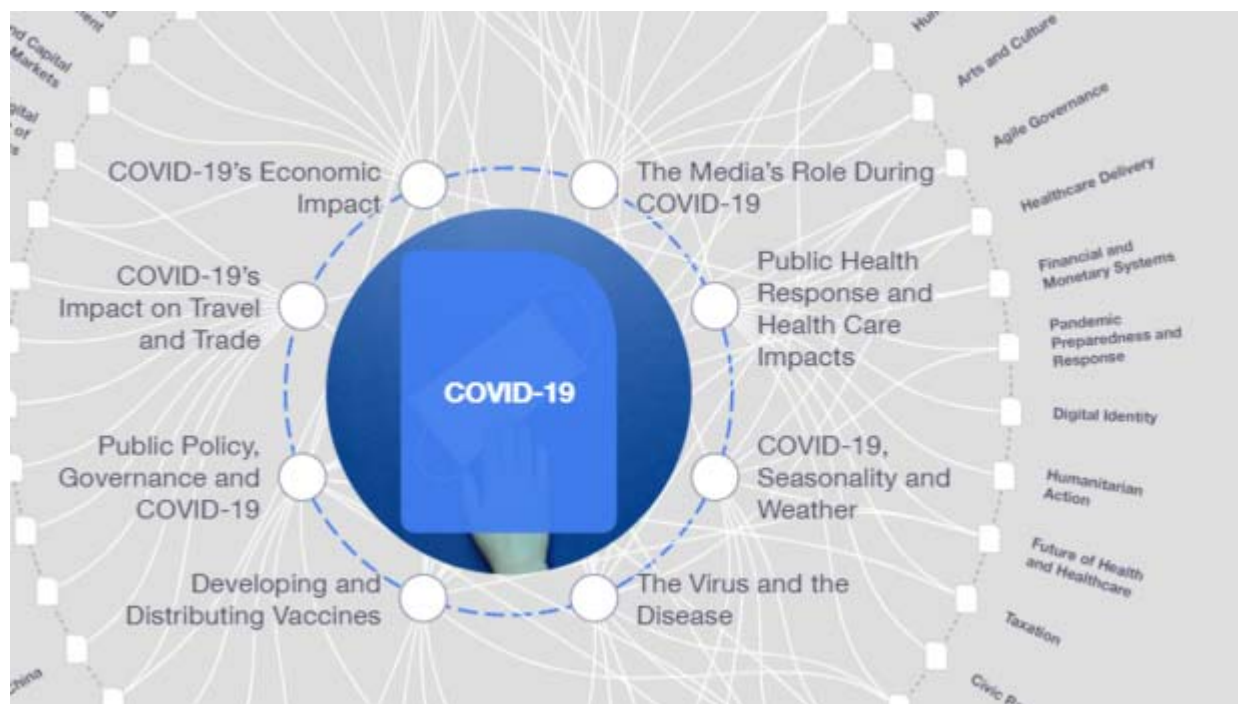 and Capital
Markets
of
COVID-19's Economic
Impact
COVID-19's
Impact on Travel
and Trade
Public Policy,
Governance and
COVID-19
Developing and
Distributing Vaccines
COVID-19
The Media's Role During
COVID-19
Public Health
Response and
Health Care
Impacts
COVID-19,
Seasonality and
Weather
The Virus and the
Disease
Arts and Culture
Agile Governance
Healthcare Delivery
Financial and
Monetary Systems
Pandemic
Preparedness and
Response
Digital Identity
Humanitarian
Action
Future of Health
and Healthcare
Taxation
Civic